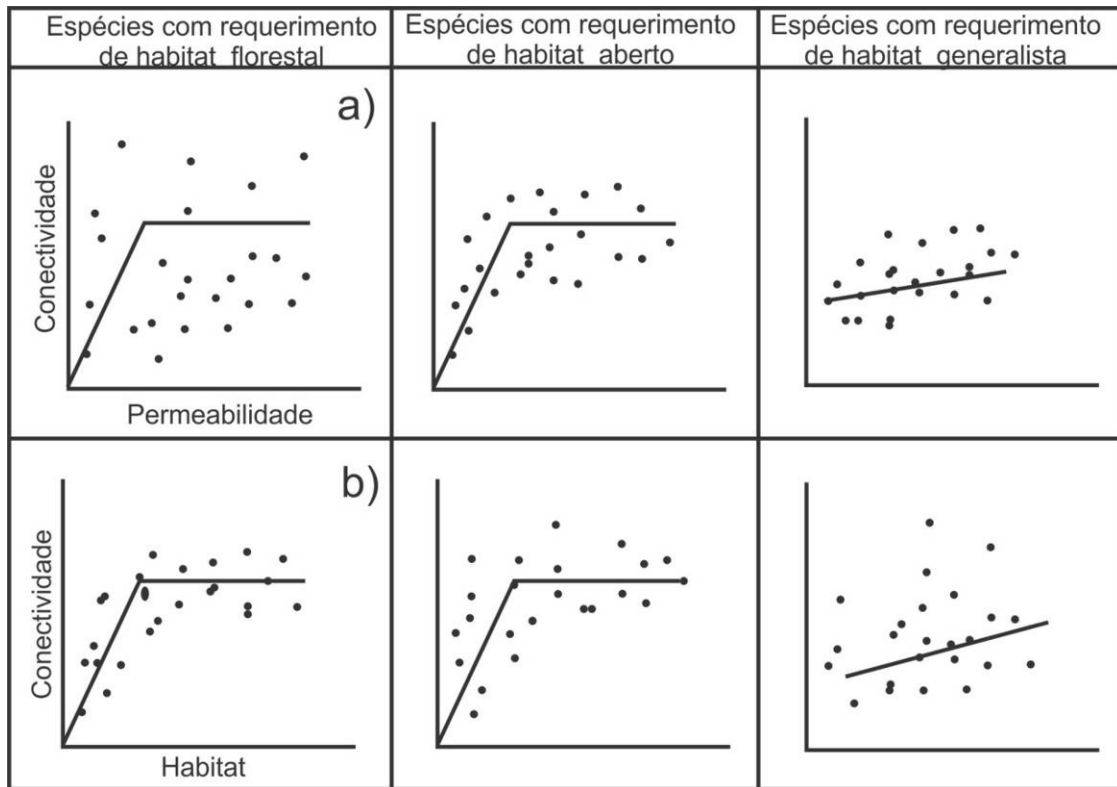 Espécies com requerimento
de habitat florestal
Espécies com requerimento
de habitat aberto
Espécies com requerimento
de habitat generalista
a)
Conectividade
Permeabilidade
b)
Conectividade
Habitat